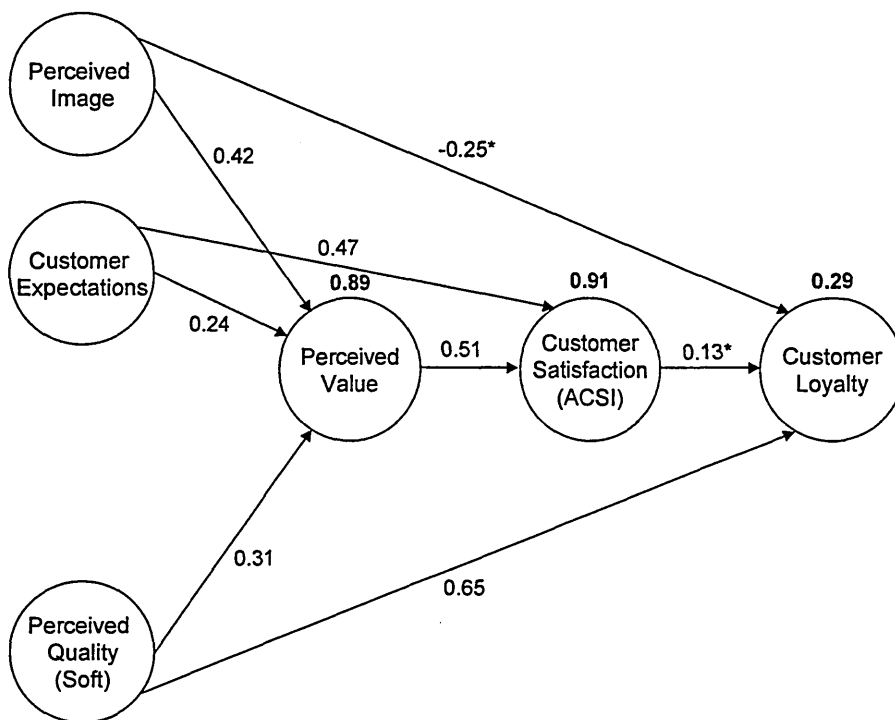 Perceived
Image
-0.25*
0.42
Customer
Expectations
0.47
0.24
0.89
0.91
0.29
Perceived
Value
0.51
Customer
Satisfaction
(ACSI)
0.13*
Customer
Loyalty
0.31
0.65
Perceived
Quality
(Soft)